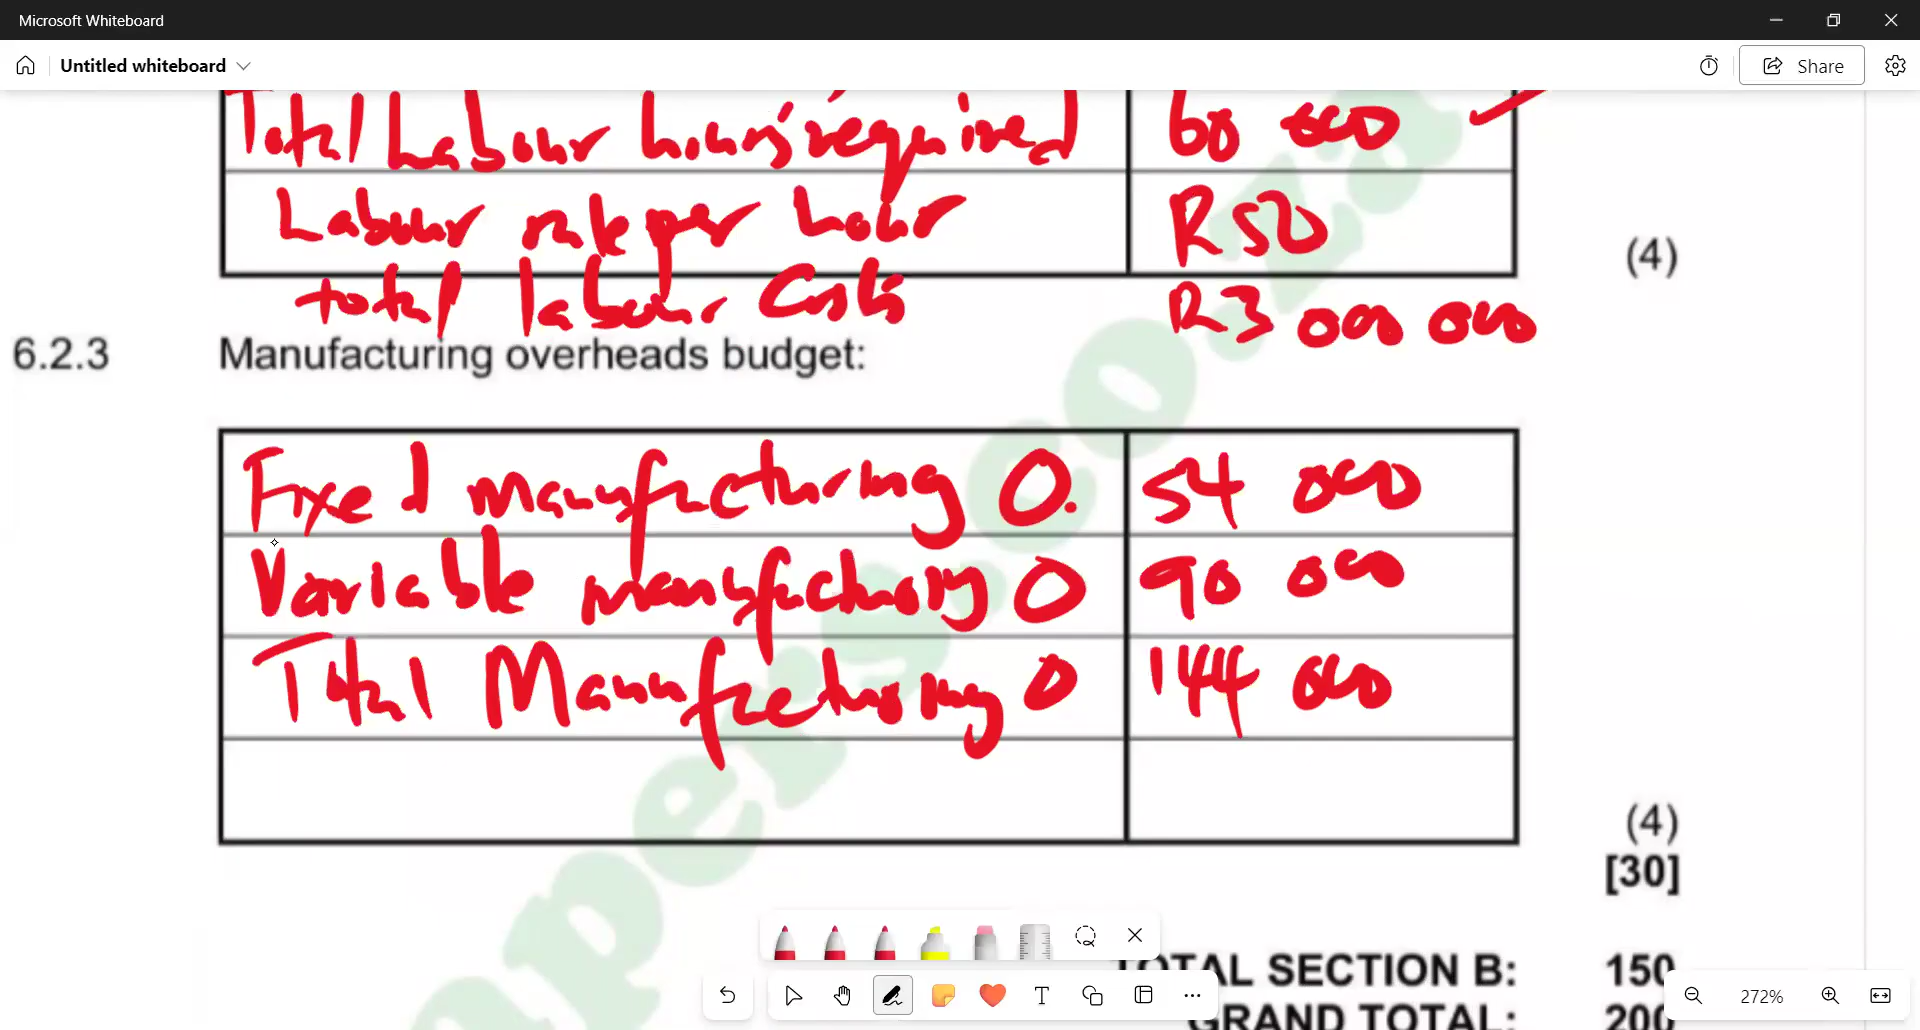 Microsoft Whiteboard
Untitled whiteboard
Share
Total Labour hours required 60 000
Labour rate per hour R50
(4)
total labour Costs R3 000 000
6.2.3 Manufacturing overheads budget:
Fixed manufacturing O. 54 000
Variable manufacturing O 90 000
Total Manufacturing O 144 000
(4)
[30]
TOTAL SECTION B: 150
GRAND TOTAL: 200
272%